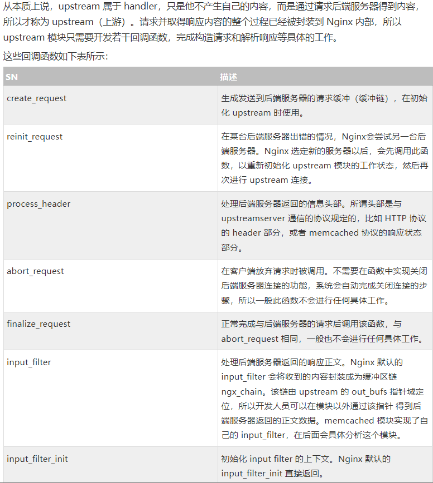 从本质上说，upstream 属于 handler，只是他不产生自己的内容，而是通过请求后端服务器得到内容，
所以才称为 upstream（上游）。请求并取得响应内容的整个过程已经被封装到 Nginx 内部，所以
upstream 模块只需要开发若干回调函数，完成构造请求和解析响应等具体的工作。
这些回调函数如下表所示：
SN 描述
create_request 生成发送到后端服务器的请求缓冲（缓冲链），在初
始化 upstream 时使用。
reinit_request 在某台后端服务器出错的情况，Nginx会尝试另一台后
端服务器。Nginx 选定新的服务器以后，会先调用此函
数，以重新初始化 upstream 模块的工作状态，然后再
次进行 upstream 连接。
process_header 处理后端服务器返回的信息头部。所谓头部是与
upstreamserver 通信的协议规定的，比如 HTTP 协议
的 header 部分，或者 memcached 协议的响应状态
部分。
abort_request 在客户端放弃请求时被调用。不需要在函数中实现关闭
后端服务器连接的功能，系统会自动完成关闭连接的步
骤，所以一般此函数不会进行任何具体工作。
finalize_request 正常完成与后端服务器的请求后调用该函数，与
abort_request 相同，一般也不会进行任何具体工作。
input_filter 处理后端服务器返回的响应正文。Nginx 默认的
input_filter 会将收到的内容封装成为缓冲区链
ngx_chain。该链由 upstream 的 out_bufs 指针域定
位，所以开发人员可以在模块以外通过该指针 得到后
端服务器返回的正文数据。memcached 模块实现了自
己的 input_filter，在后面会具体分析这个模块。
input_filter_init 初始化 input filter 的上下文。Nginx 默认的
input_filter_init 直接返回。